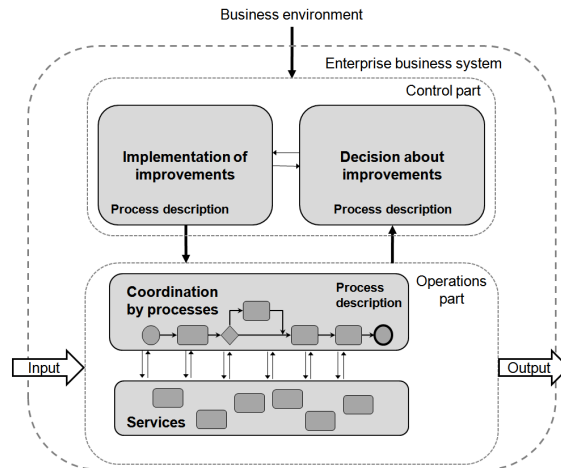 Business environment
Enterprise business system
Control part
Implementation of
improvements
Process description
Decision about
improvements
Process description
Operations
part
Coordination
by processes
Process
description
Input
Output
Services